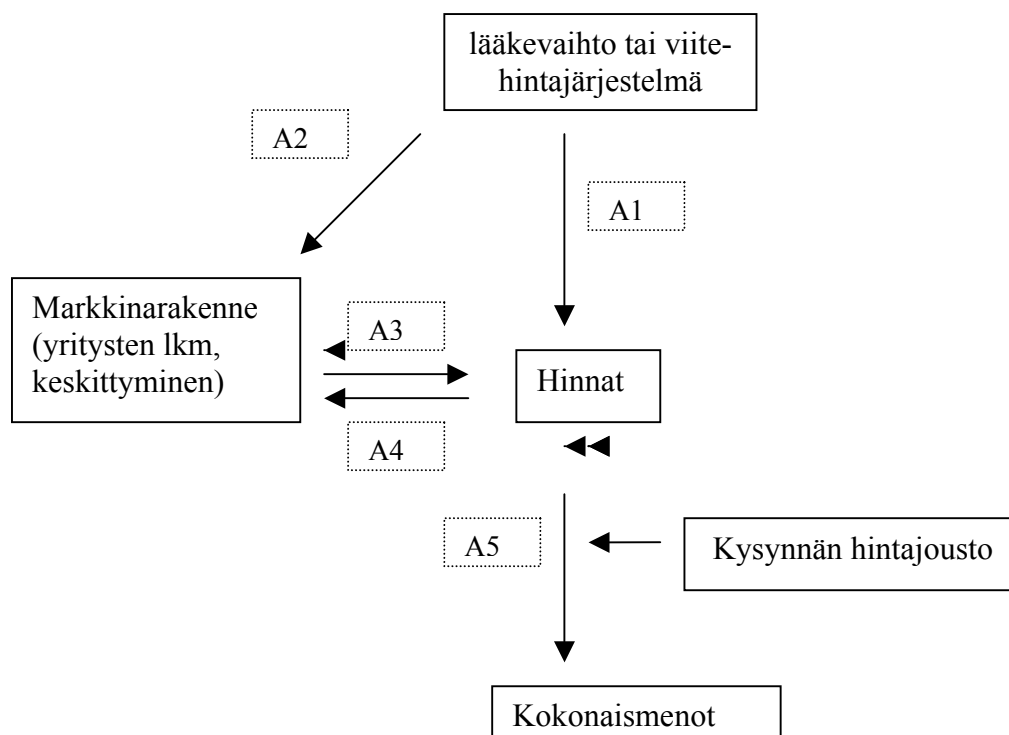 lääkevaihto tai viite-
hintajärjestelmä
A2
A1
Markkinarakenne
(yritysten lkm,
keskittyminen)
A3
Hinnat
A4
A5
Kysynnän hintajousto
Kokonaismenot